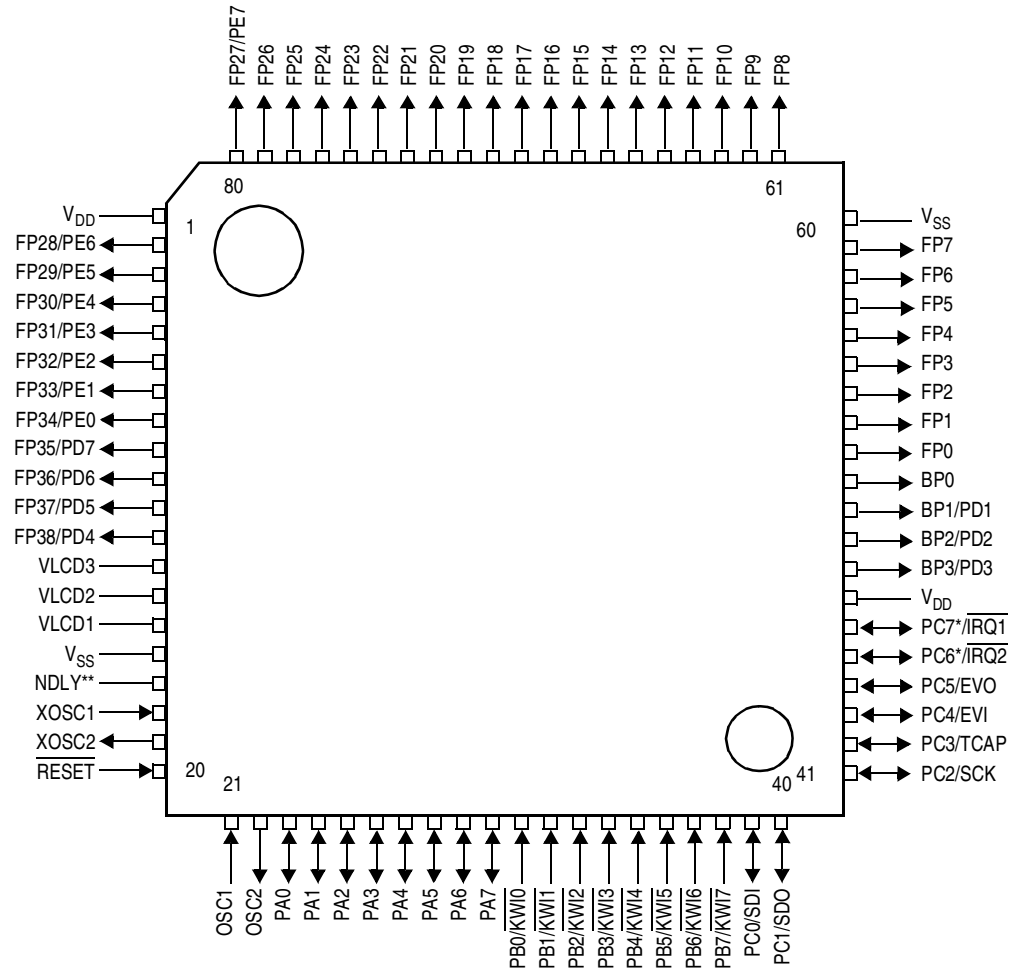 FP27/PE7
FP26
FP25
FP24
FP23
FP22
FP21
FP20
FP19
FP18
FP17
FP16
FP15
FP14
FP13
FP12
FP11
FP10
FP9
FP8
80
61
1
60
VDD
FP28/PE6
FP29/PE5
FP30/PE4
FP31/PE3
FP32/PE2
FP33/PE1
FP34/PE0
FP35/PD7
FP36/PD6
FP37/PD5
FP38/PD4
VLCD3
VLCD2
VLCD1
VSS
NDLY**
XOSC1
XOSC2
RESET
VSS
FP7
FP6
FP5
FP4
FP3
FP2
FP1
FP0
BP0
BP1/PD1
BP2/PD2
BP3/PD3
VDD
PC7*/IRQ1
PC6*/IRQ2
PC5/EVO
PC4/EVI
PC3/TCAP
PC2/SCK
20
21
40
41
OSC1
OSC2
PA0
PA1
PA2
PA3
PA4
PA5
PA6
PA7
PB0/KWI0
PB1/KWI1
PB2/KWI2
PB3/KWI3
PB4/KWI4
PB5/KWI5
PB6/KWI6
PB7/KWI7
PC0/SDI
PC1/SDO